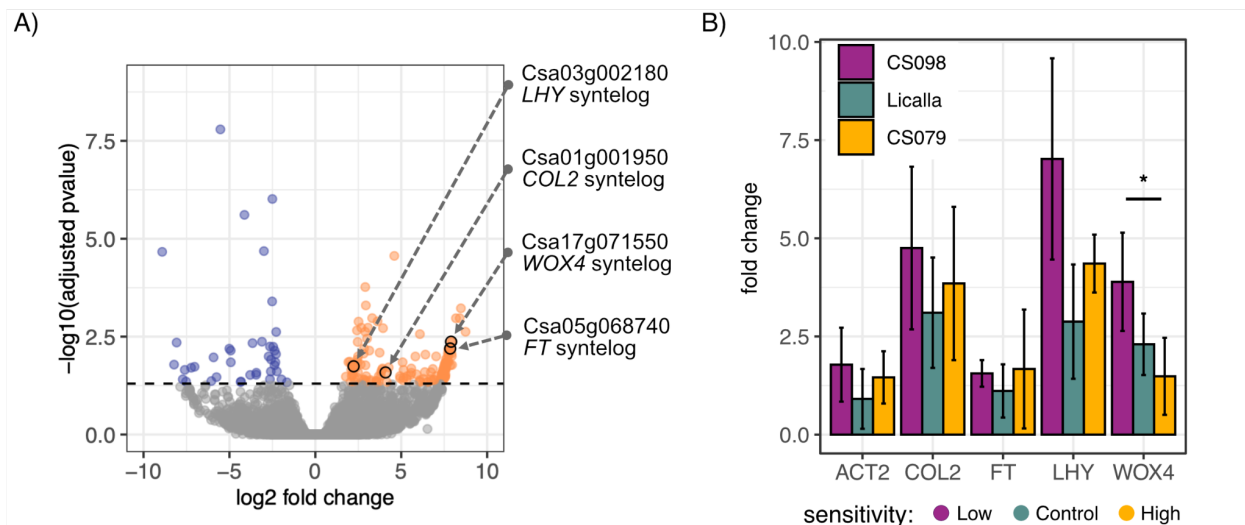 A)
−log10(adjusted pvalue)
7.5
5.0
2.5
0.0
−10
−5
0
5
10
log2 fold change
Csa03g002180
LHY syntelog
Csa01g001950
COL2 syntelog
Csa17g071550
WOX4 syntelog
Csa05g068740
FT syntelog
B)
fold change
10.0
7.5
5.0
2.5
0.0
CS098
Licalla
CS079
*
ACT2
COL2
FT
LHY
WOX4
sensitivity: Low Control High